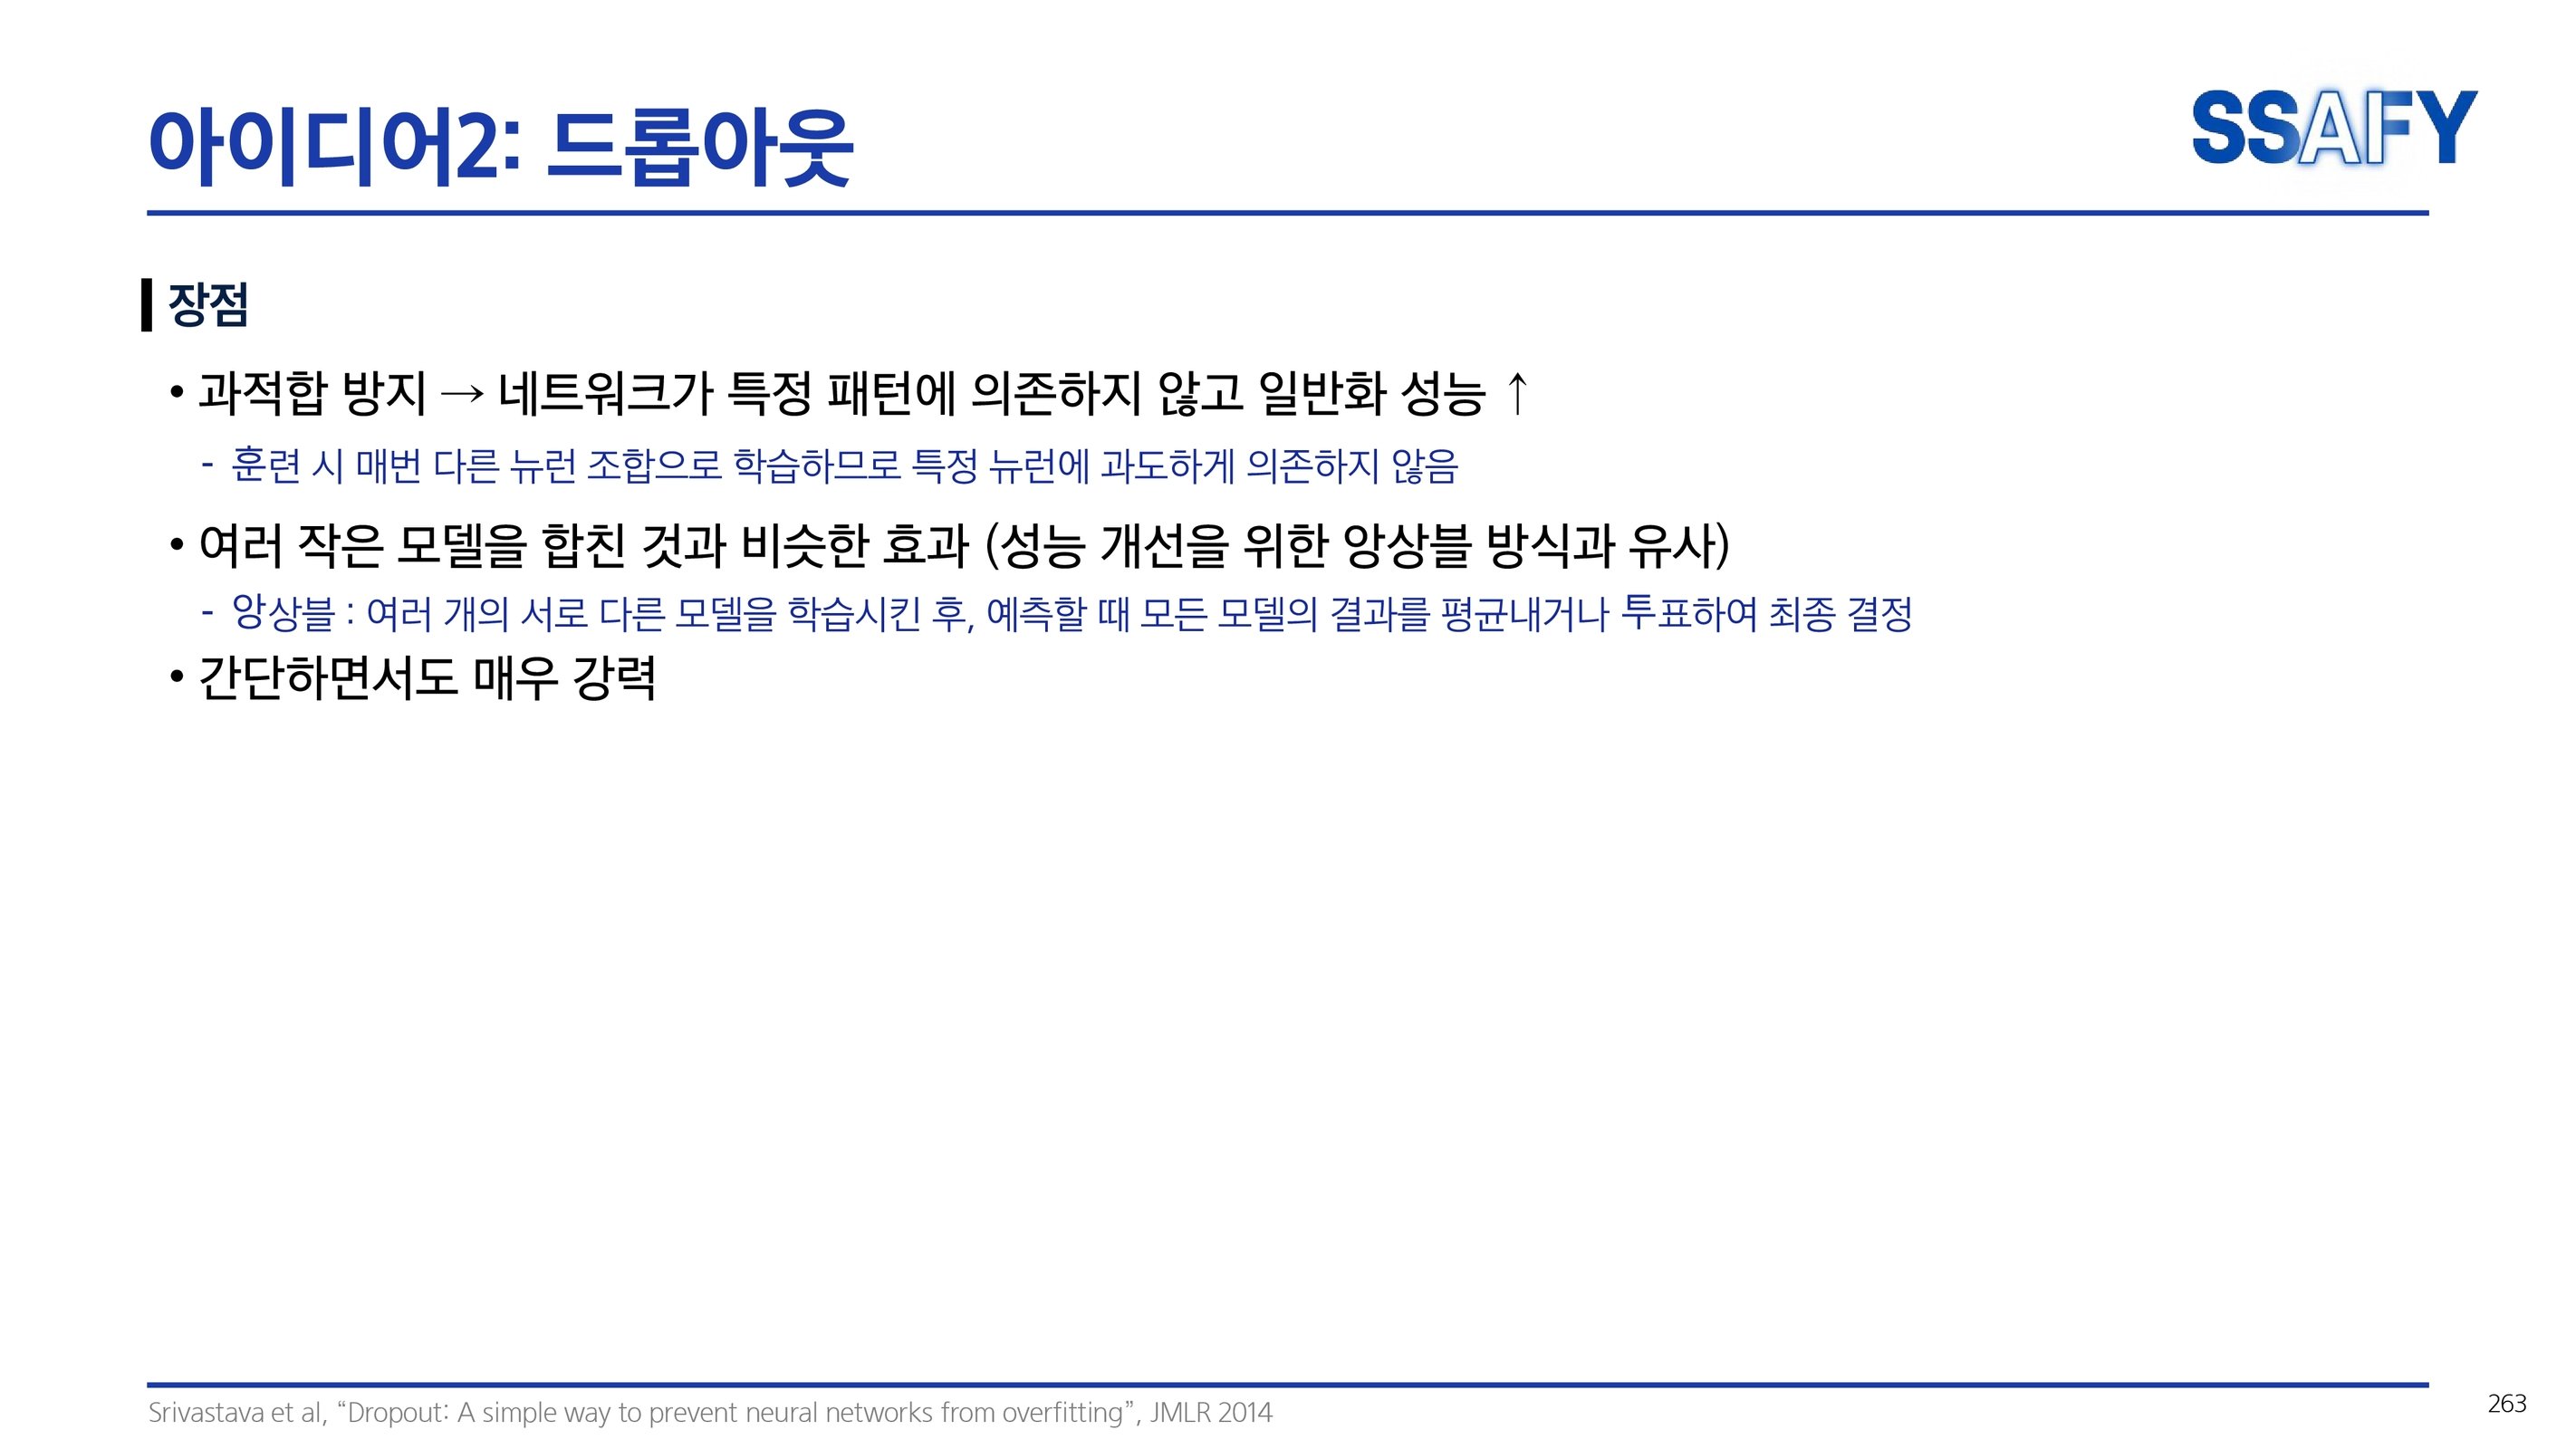 아이디어2: 드롭아웃
SSAFY
장점
• 과적합 방지 → 네트워크가 특정 패턴에 의존하지 않고 일반화 성능 ↑
- 훈련 시 매번 다른 뉴런 조합으로 학습하므로 특정 뉴런에 과도하게 의존하지 않음
• 여러 작은 모델을 합친 것과 비슷한 효과 (성능 개선을 위한 앙상블 방식과 유사)
- 앙상블 : 여러 개의 서로 다른 모델을 학습시킨 후, 예측할 때 모든 모델의 결과를 평균내거나 투표하여 최종 결정
• 간단하면서도 매우 강력
Srivastava et al, “Dropout: A simple way to prevent neural networks from overfitting”, JMLR 2014
263